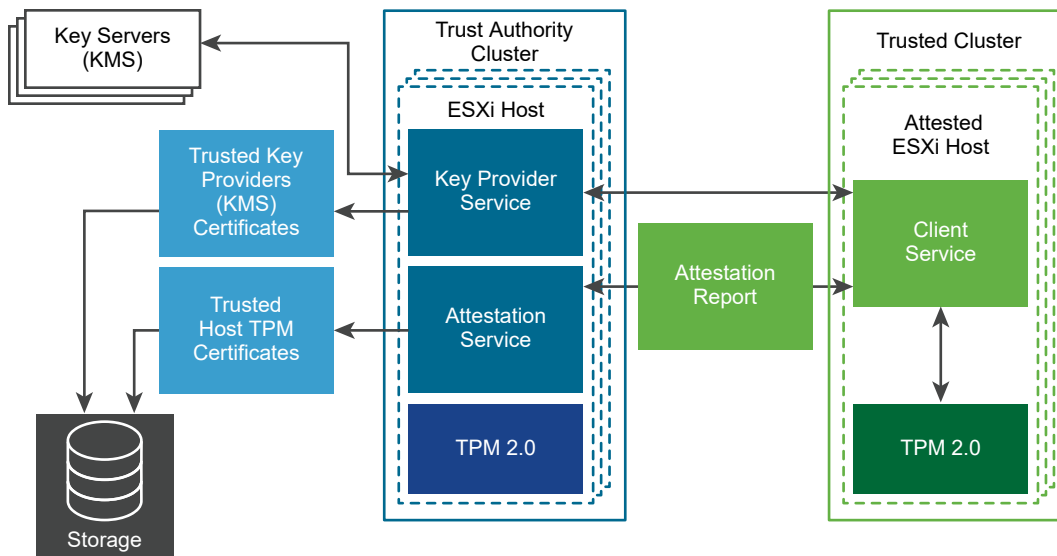 Key Servers
(KMS)
Trusted Key
Providers
(KMS)
Certificates
Trusted
Host TPM
Certificates
Storage
Trust Authority
Cluster
ESXi Host
Key Provider
Service
Attestation
Service
TPM 2.0
Attestation
Report
Trusted Cluster
Attested
ESXi Host
Client
Service
TPM 2.0